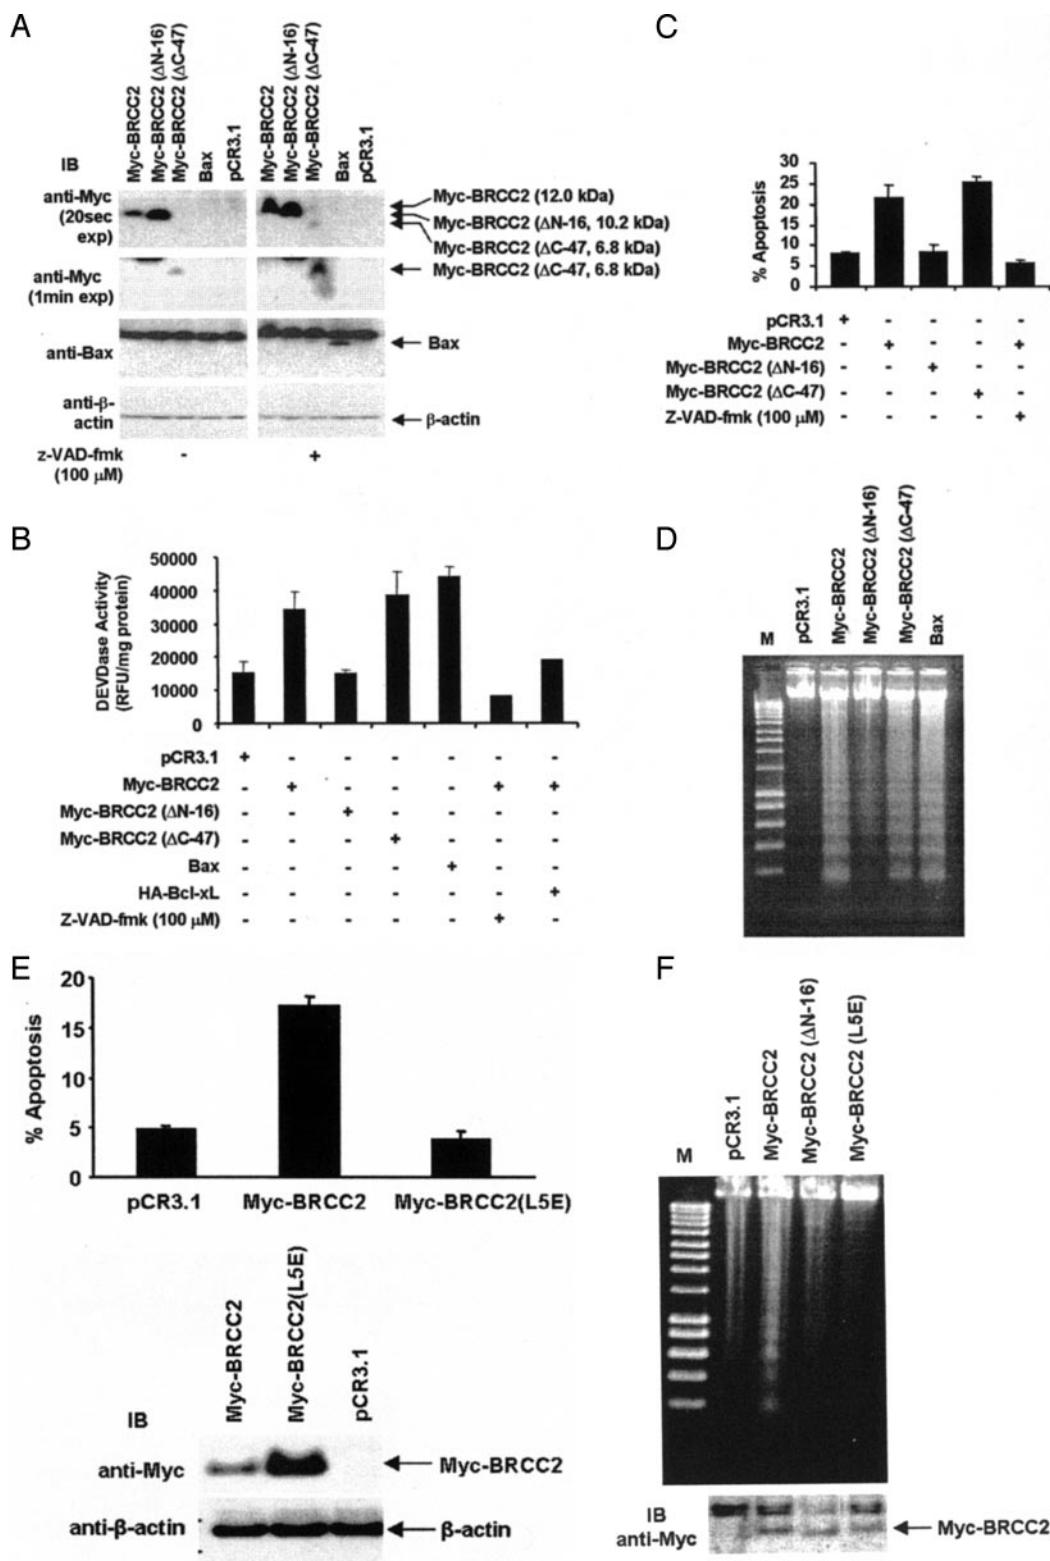 A
Myc-BRCC2
Myc-BRCC2 (ΔN-16)
Myc-BRCC2 (ΔC-47)
Bax
pCR3.1
Myc-BRCC2
Myc-BRCC2 (ΔN-16)
Myc-BRCC2 (ΔC-47)
Bax
pCR3.1
IB
anti-Myc
(20sec
exp)
Myc-BRCC2 (12.0 kDa)
Myc-BRCC2 (ΔN-16, 10.2 kDa)
Myc-BRCC2 (ΔC-47, 6.8 kDa)
anti-Myc
(1min exp)
Myc-BRCC2 (ΔC-47, 6.8 kDa)
anti-Bax
Bax
anti-β-
actin
β-actin
z-VAD-fmk
(100 μM)
- +
C
% Apoptosis
30
25
20
15
10
5
0
pCR3.1 + - - - -
Myc-BRCC2 - + - - +
Myc-BRCC2 (ΔN-16) - - + - -
Myc-BRCC2 (ΔC-47) - - - + -
Z-VAD-fmk (100 μM) - - - - +
B
DEVDase Activity
(RFU/mg protein)
50000
40000
30000
20000
10000
0
pCR3.1 + - - - - - -
Myc-BRCC2 - + - - - + +
Myc-BRCC2 (ΔN-16) - - + - - - -
Myc-BRCC2 (ΔC-47) - - - + - - -
Bax - - - - + - -
HA-Bcl-xL - - - - - - +
Z-VAD-fmk (100 μM) - - - - - + -
D
M
pCR3.1
Myc-BRCC2
Myc-BRCC2 (ΔN-16)
Myc-BRCC2 (ΔC-47)
Bax
E
% Apoptosis
20
15
10
5
0
pCR3.1 Myc-BRCC2 Myc-BRCC2(L5E)
Myc-BRCC2
Myc-BRCC2(L5E)
pCR3.1
IB
anti-Myc
Myc-BRCC2
anti-β-actin
β-actin
F
M
pCR3.1
Myc-BRCC2
Myc-BRCC2 (ΔN-16)
Myc-BRCC2 (L5E)
IB
anti-Myc
Myc-BRCC2